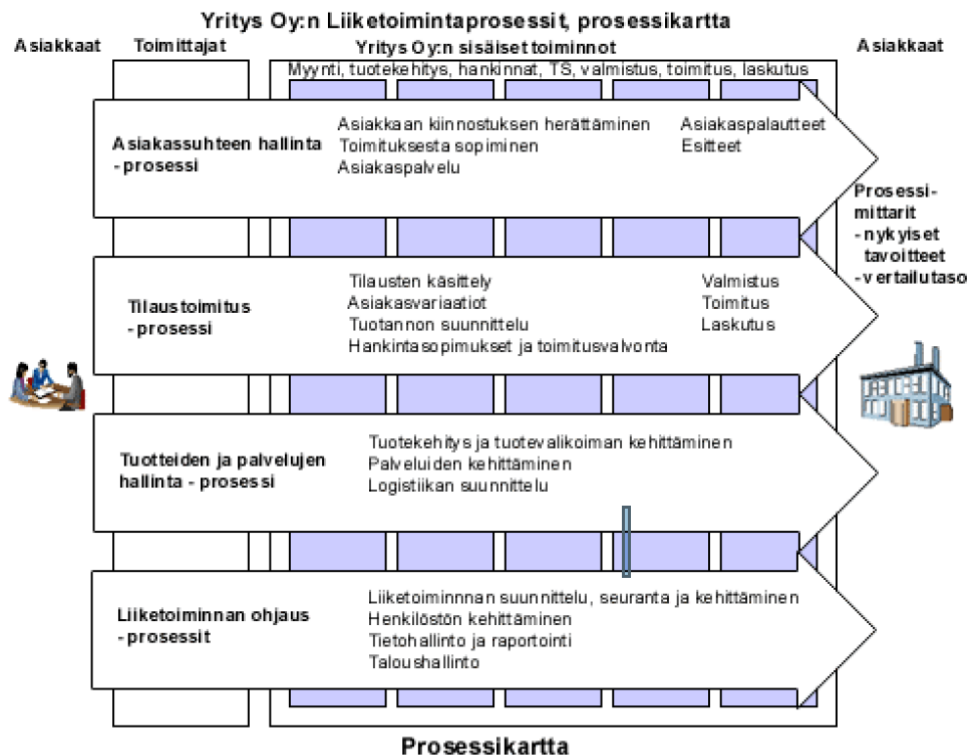 Yritys Oy:n Liiketoimintaprosessit, prosessikartta
Asiakkaat
Toimittajat
Yritys Oy:n sisäiset toiminnot
Asiakkaat
Myynti, tuotekehitys, hankinnat, TS, valmistus, toimitus, laskutus
Asiakassuhteen hallinta
- prosessi
Asiakkaan kiinnostuksen herättäminen
Toimituksesta sopiminen
Asiakaspalvelu
Asiakaspalautteet
Esitteet
Prosessi-
mittarit
- nykyiset
tavoitteet
- vertailutaso
Tilaustoimitus
- prosessi
Tilausten käsittely
Asiakasvariaatiot
Tuotannon suunnittelu
Hankintasopimukset ja toimitusvalvonta
Valmistus
Toimitus
Laskutus
Tuotteiden ja palvelujen
hallinta - prosessi
Tuotekehitys ja tuotevalikoiman kehittäminen
Palveluiden kehittäminen
Logistiikan suunnittelu
Liiketoiminnan ohjaus
- prosessit
Liiketoiminnnan suunnittelu, seuranta ja kehittäminen
Henkilöstön kehittäminen
Tietohallinto ja raportointi
Taloushallinto
Prosessikartta